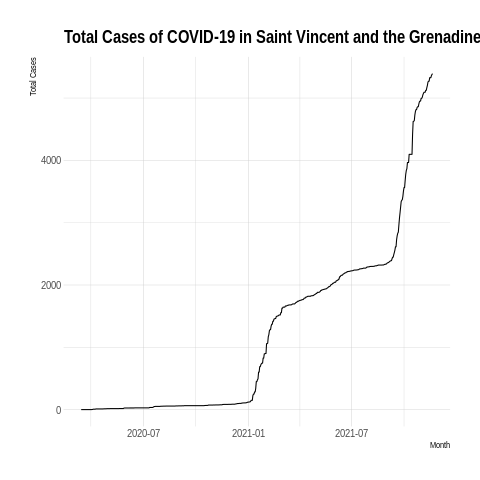 Total Cases of COVID-19 in Saint Vincent and the Grenadine
Total Cases
4000
2000
0
2020-07
2021-01
2021-07
Month